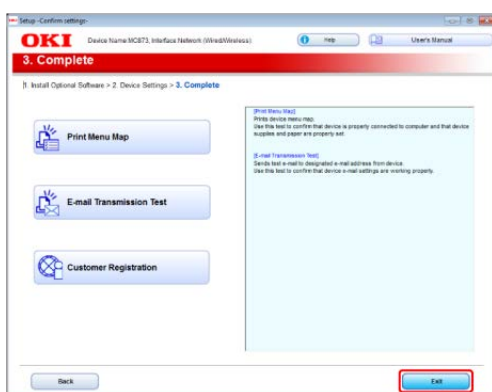 Setup -Confirm settings-
OKI
Device Name:MC873, Interface:Network (Wired/Wireless)
Help
User's Manual
3. Complete
1. Install Optional Software > 2. Device Settings > 3. Complete
Print Menu Map
E-mail Transmission Test
Customer Registration
[Print Menu Map]
Prints device menu map.
Use this test to confirm that device is properly connected to computer and that device
supplies and paper are properly set.
[E-mail Transmission Test]
Sends test e-mail to designated e-mail address from device.
Use this test to confirm that device e-mail settings are working properly.
Back
Exit